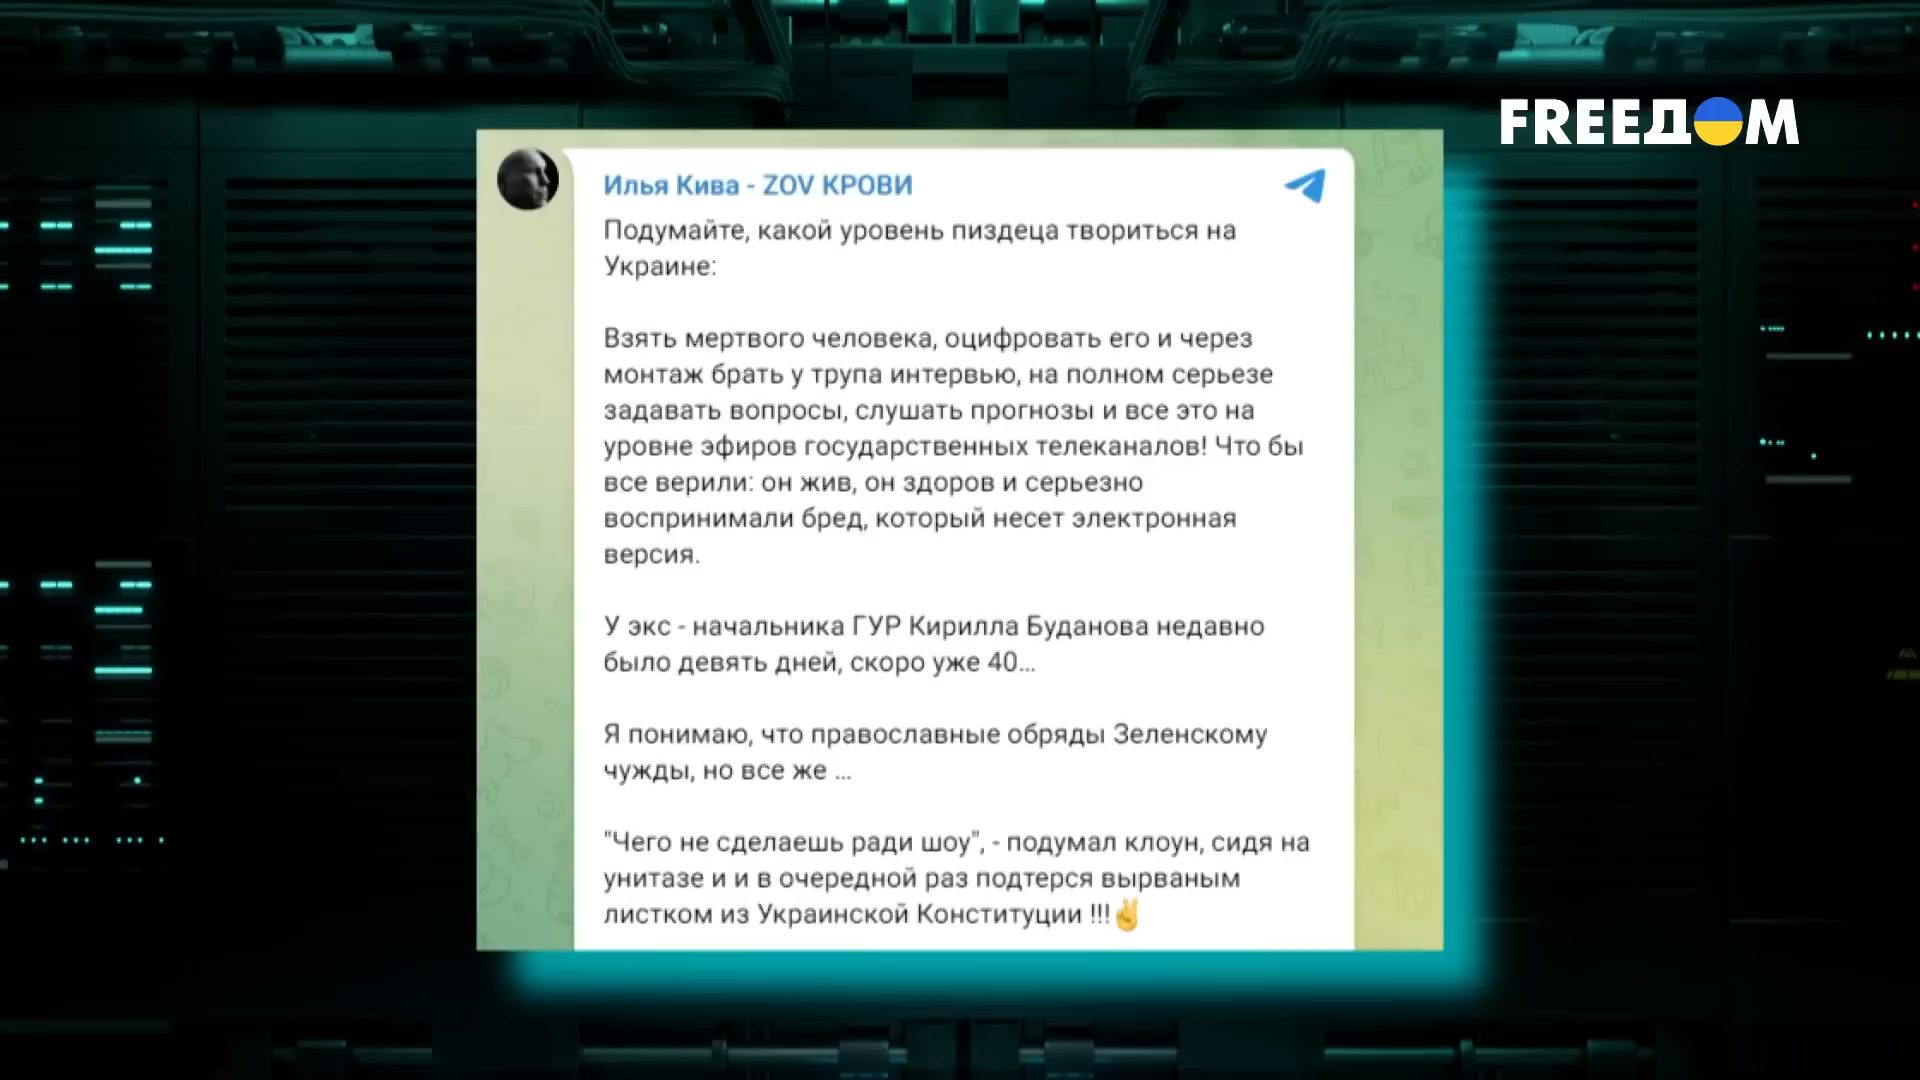 FREEДOM
Илья Кива - ZOV КРОВИ
Подумайте, какой уровень пиздеца твориться на
Украине:
Взять мертвого человека, оцифровать его и через
монтаж брать у трупа интервью, на полном серьезе
задавать вопросы, слушать прогнозы и все это на
уровне эфиров государственных телеканалов! Что бы
все верили: он жив, он здоров и серьезно
воспринимали бред, который несет электронная
версия.
У экс - начальника ГУР Кирилла Буданова недавно
было девять дней, скоро уже 40...
Я понимаю, что православные обряды Зеленскому
чужды, но все же ...
"Чего не сделаешь ради шоу", - подумал клоун, сидя на
унитазе и и в очередной раз подтерся вырваным
листком из Украинской Конституции !!!✌